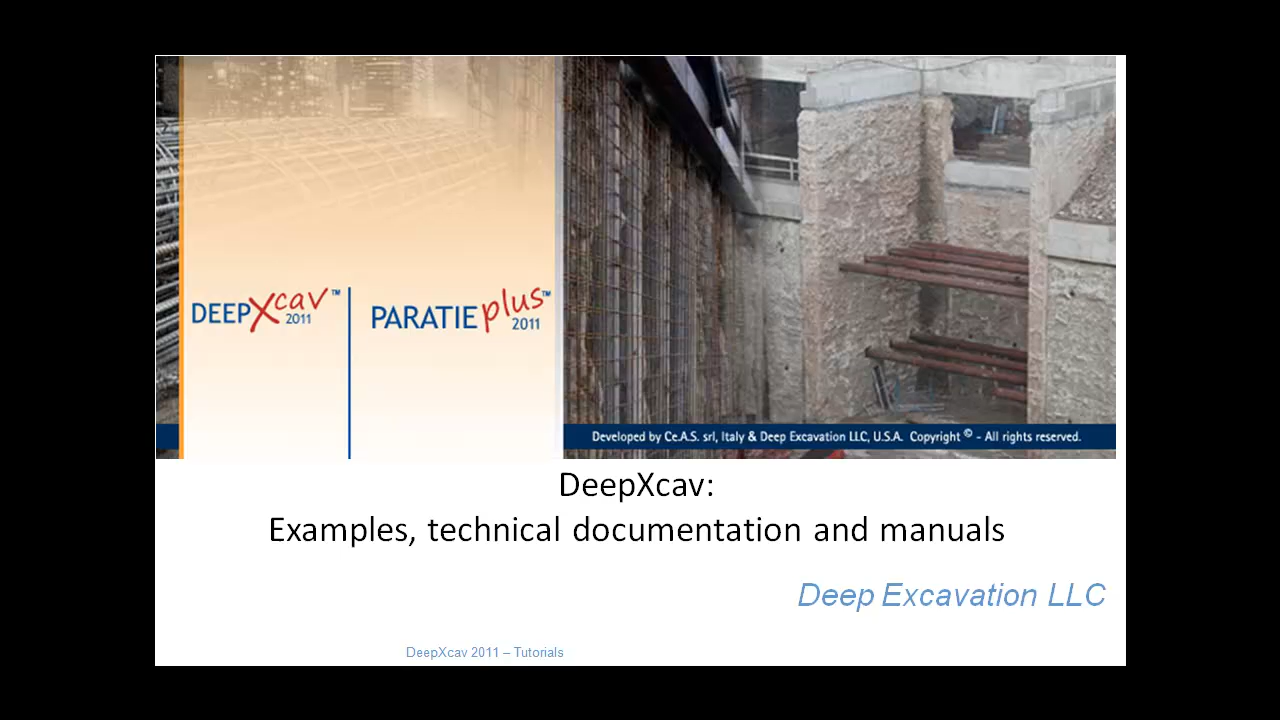 DEEPXcav™ 2011
PARATIEplus™ 2011
Developed by Ce.A.S. srl, Italy & Deep Excavation LLC, U.S.A. Copyright © - All rights reserved.
DeepXcav:
Examples, technical documentation and manuals
Deep Excavation LLC
DeepXcav 2011 – Tutorials